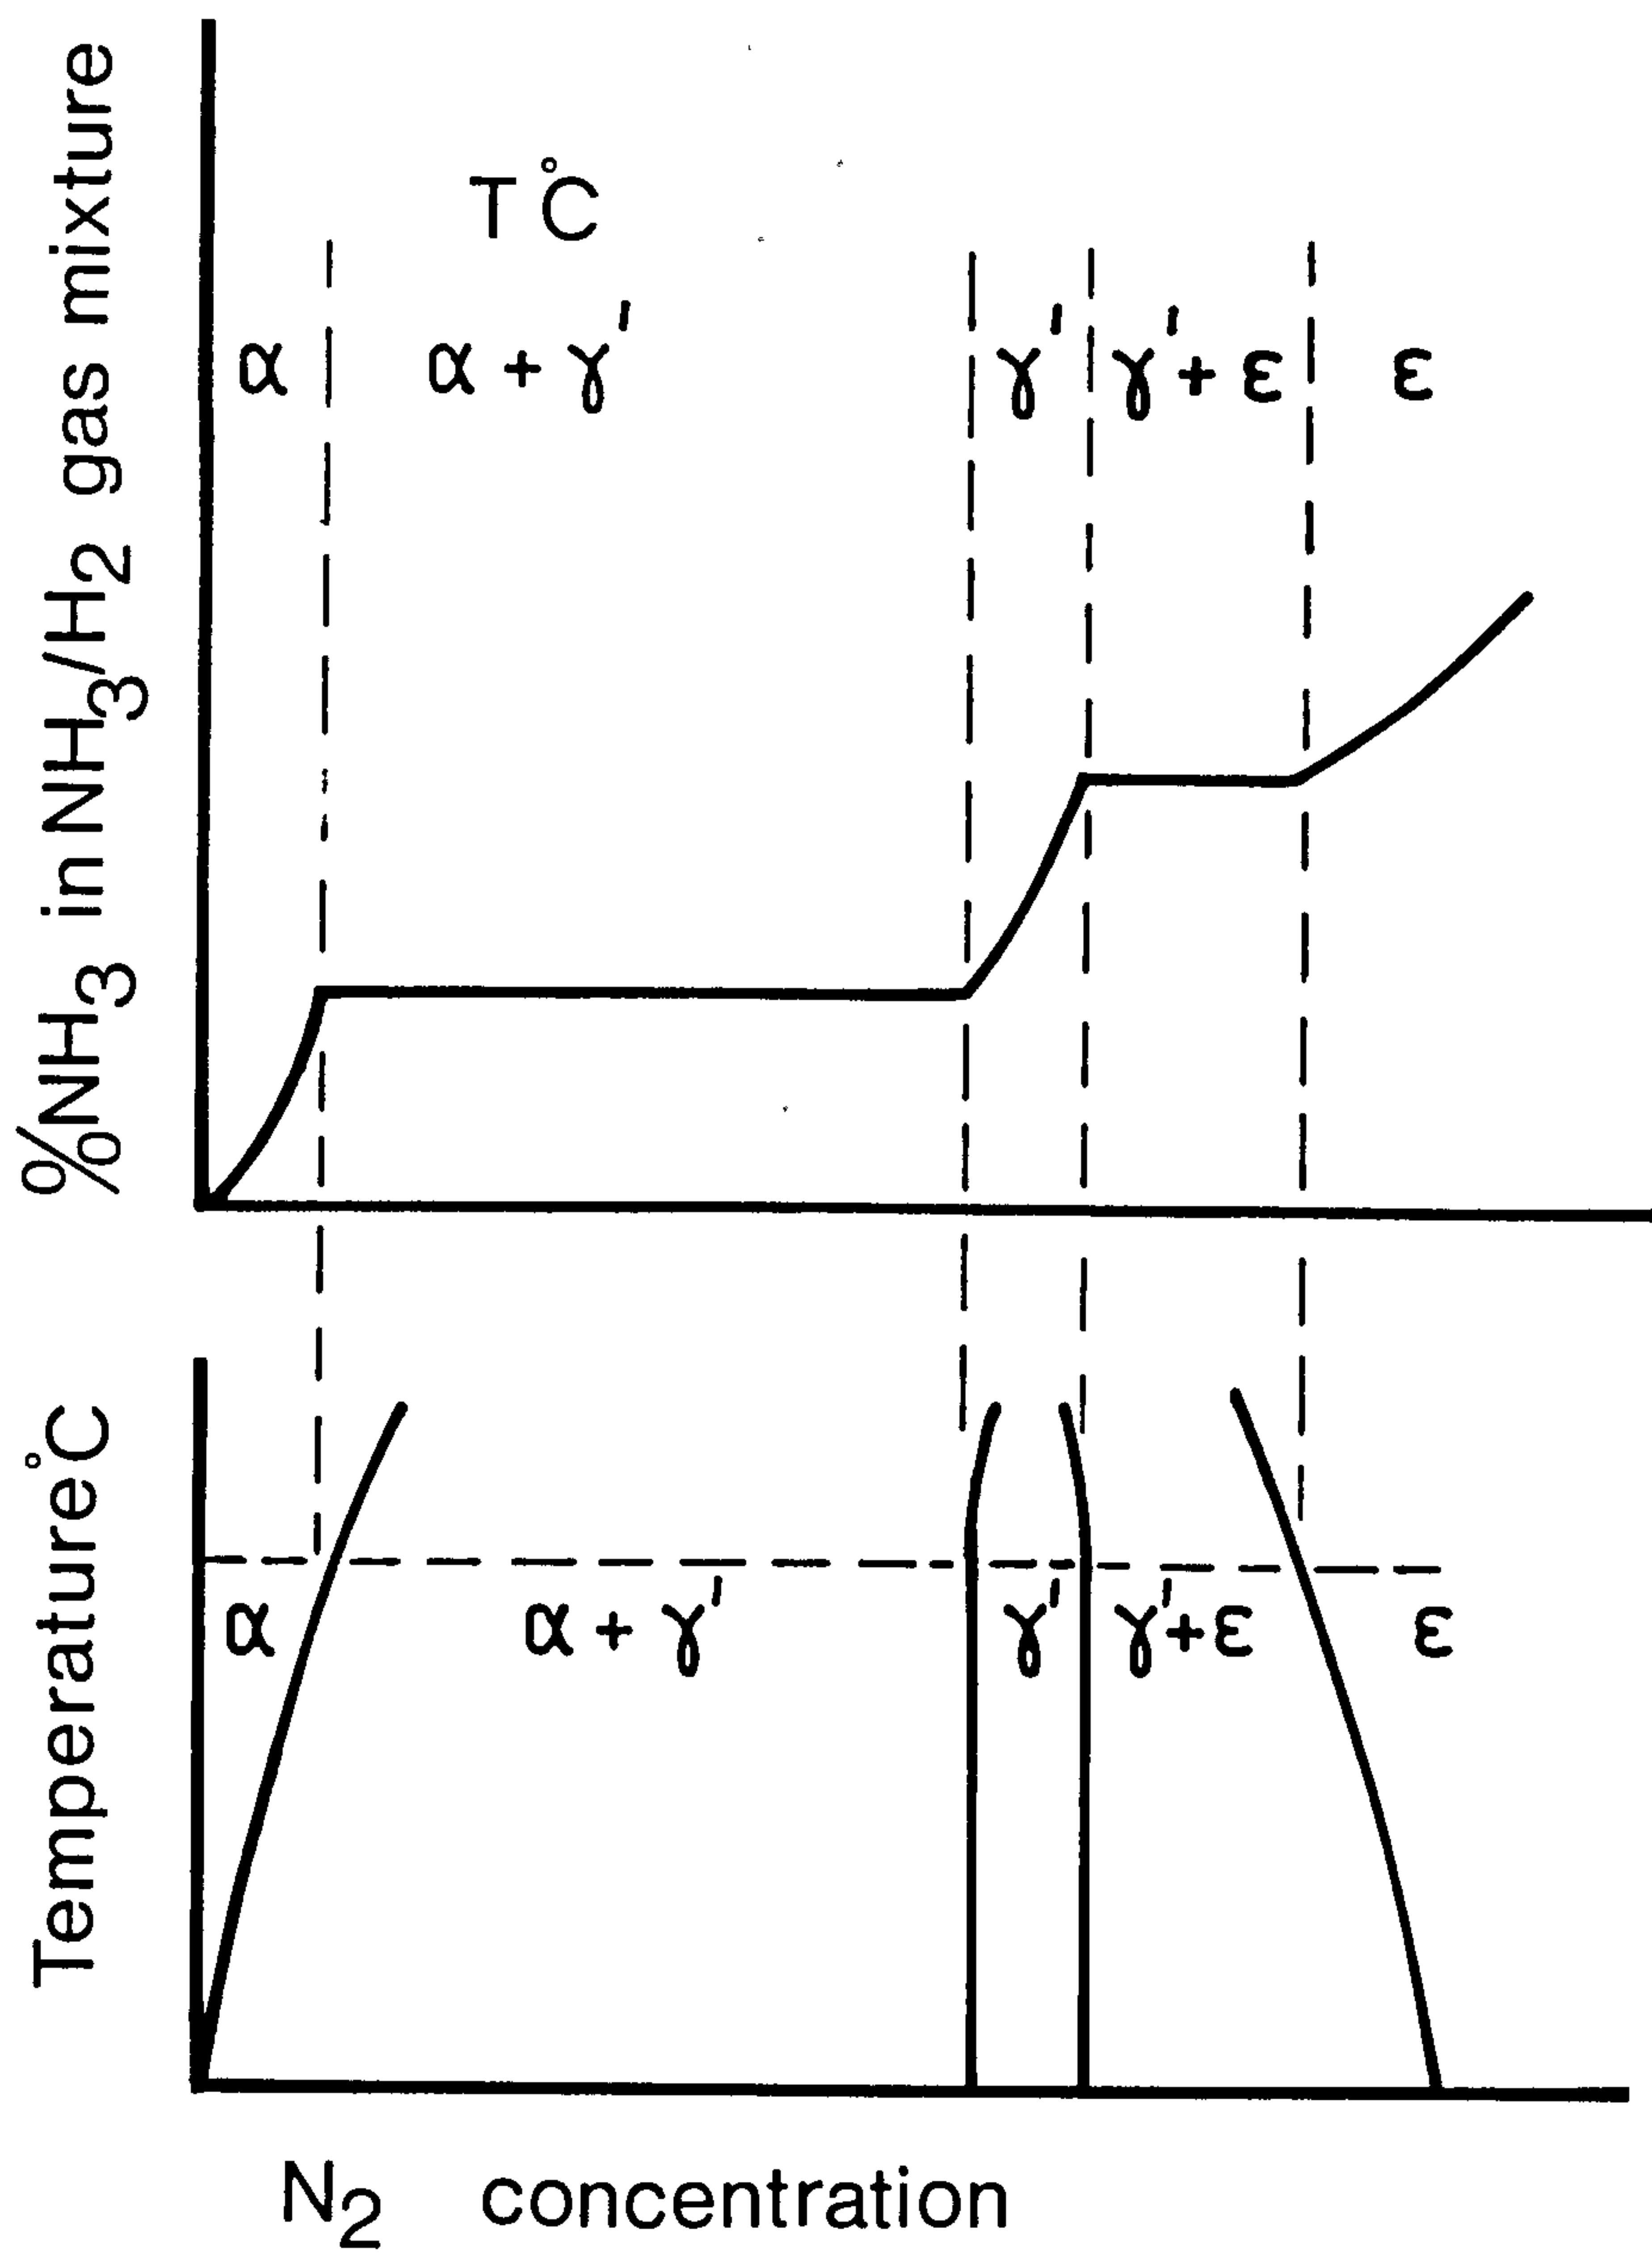 %NH3 in NH3/H2 gas mixture
T°C
α
α + γ'
γ'
γ'+ ε
ε
Temperature°C
α
α + γ'
γ'
γ'+ε
ε
N2 concentration